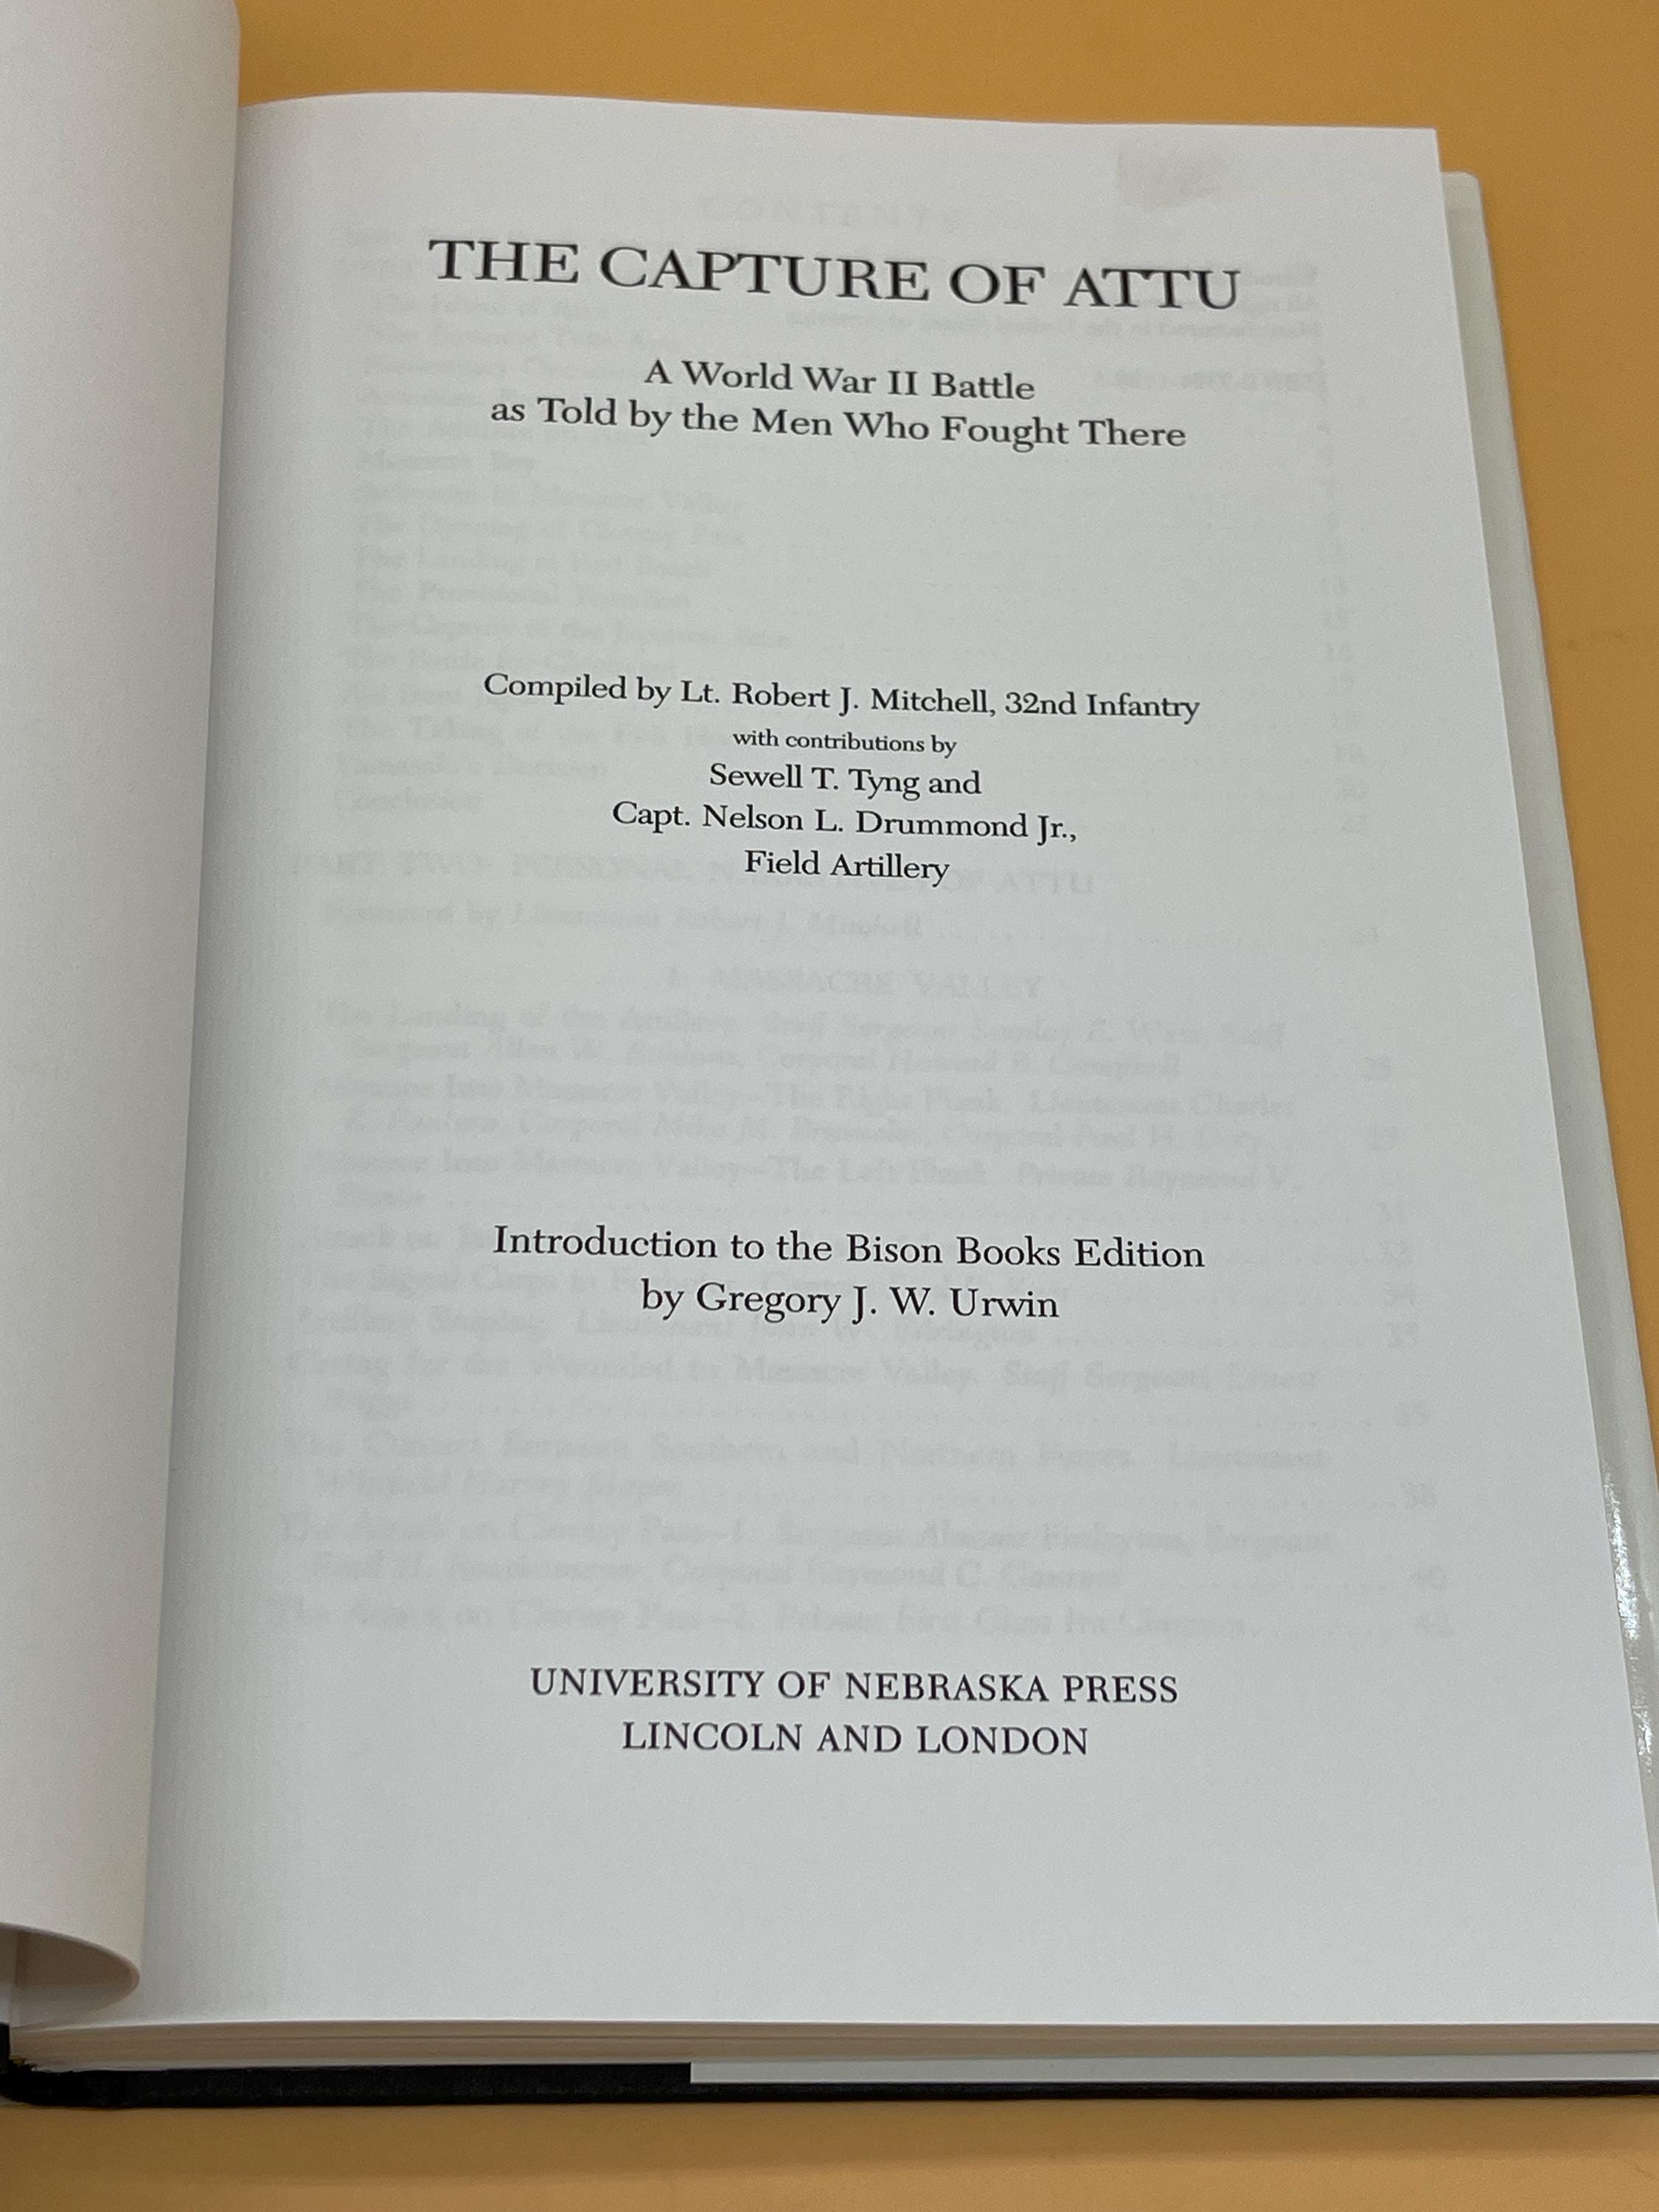 THE CAPTURE OF ATTU
A World War II Battle
as Told by the Men Who Fought There
Compiled by Lt. Robert J. Mitchell, 32nd Infantry
with contributions by
Sewell T. Tyng and
Capt. Nelson L. Drummond Jr.,
Field Artillery
Introduction to the Bison Books Edition
by Gregory J. W. Urwin
UNIVERSITY OF NEBRASKA PRESS
LINCOLN AND LONDON